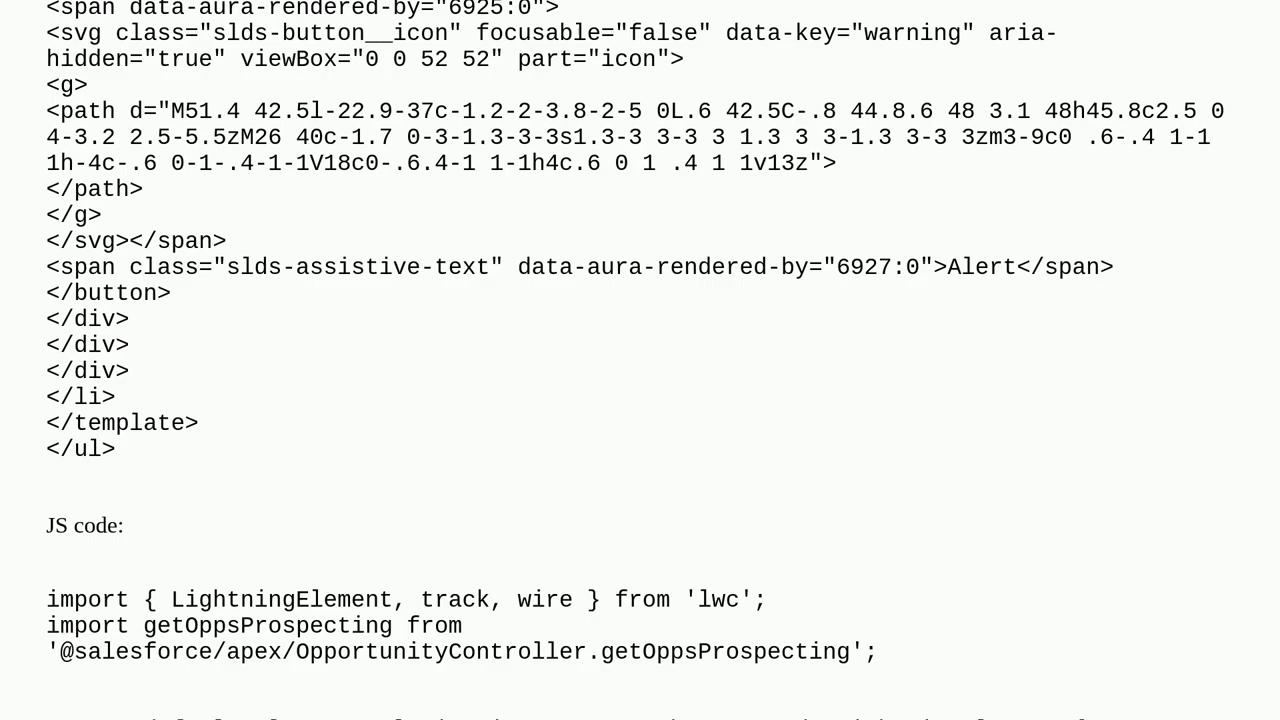 <span data-aura-rendered-by="6925:0">
<svg class="slds-button__icon" focusable="false" data-key="warning" aria-
hidden="true" viewBox="0 0 52 52" part="icon">
<g>
<path d="M51.4 42.5l-22.9-37c-1.2-2-3.8-2-5 0L.6 42.5C-.8 44.8.6 48 3.1 48h45.8c2.5 0
4-3.2 2.5-5.5zM26 40c-1.7 0-3-1.3-3-3s1.3-3 3-3 3 1.3 3 3-1.3 3-3 3zm3-9c0 .6-.4 1-1
1h-4c-.6 0-1-.4-1-1V18c0-.6.4-1 1-1h4c.6 0 1 .4 1 1v13z">
</path>
</g>
</svg></span>
<span class="slds-assistive-text" data-aura-rendered-by="6927:0">Alert</span>
</button>
</div>
</div>
</div>
</li>
</template>
</ul>
JS code:
import { LightningElement, track, wire } from 'lwc';
import getOppsProspecting from
'@salesforce/apex/OpportunityController.getOppsProspecting';